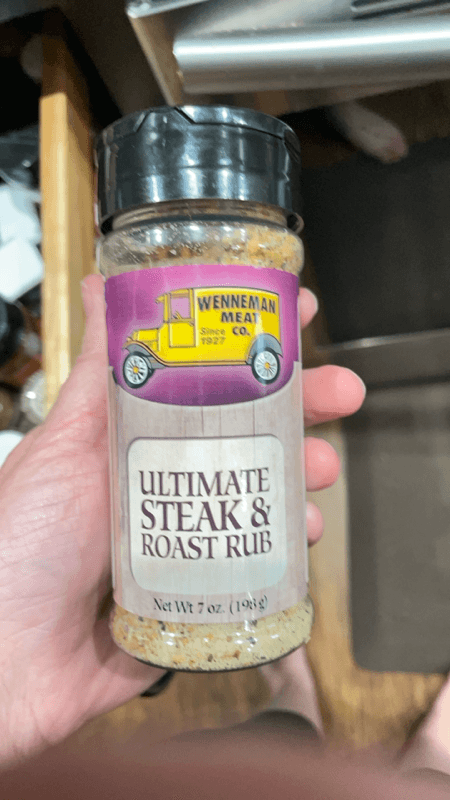 WENNEMAN
MEAT
Since CO.
1927
ULTIMATE
STEAK &
ROAST RUB
Net Wt 7 oz. (198g)